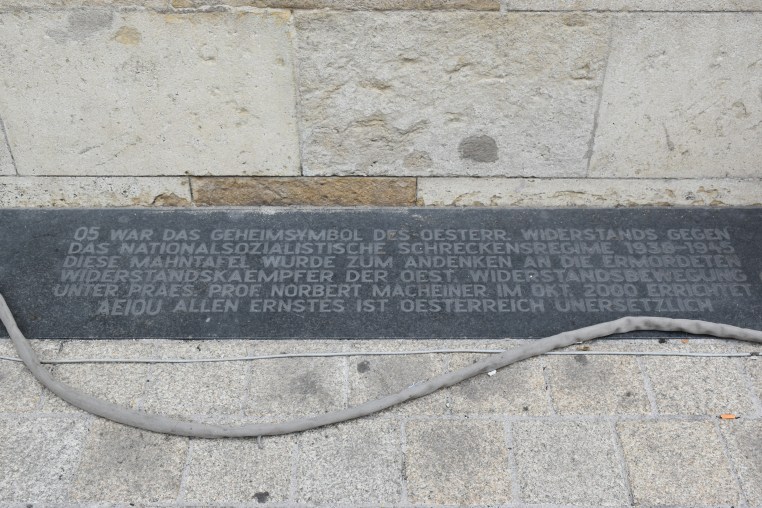 05 WAR DAS GEHEIMSYMBOL DES OESTERR. WIDERSTANDS GEGEN
DAS NATIONALSOZIALISTISCHE SCHRECKENSREGIME 1938-1945
DIESE MAHNTAFEL WURDE ZUM ANDENKEN AN DIE ERMORDETEN
WIDERSTANDSKAEMPFER DER OEST. WIDERSTANDSBEWEGUNG
UNTER PRAES. PROF NORBERT MACHEINER IM OKT. 2000 ERRICHTET
AEIOU ALLEN ERNSTES IST OESTERREICH UNERSETZLICH